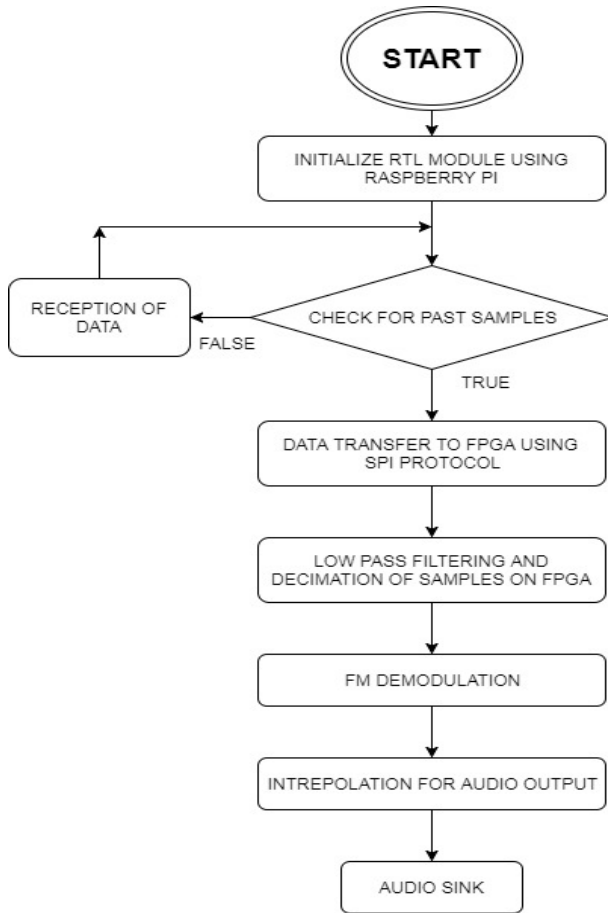 START
INITIALIZE RTL MODULE USING
RASPBERRY PI
CHECK FOR PAST SAMPLES
RECEPTION OF
DATA
FALSE
TRUE
DATA TRANSFER TO FPGA USING
SPI PROTOCOL
LOW PASS FILTERING AND
DECIMATION OF SAMPLES ON FPGA
FM DEMODULATION
INTREPOLATION FOR AUDIO OUTPUT
AUDIO SINK